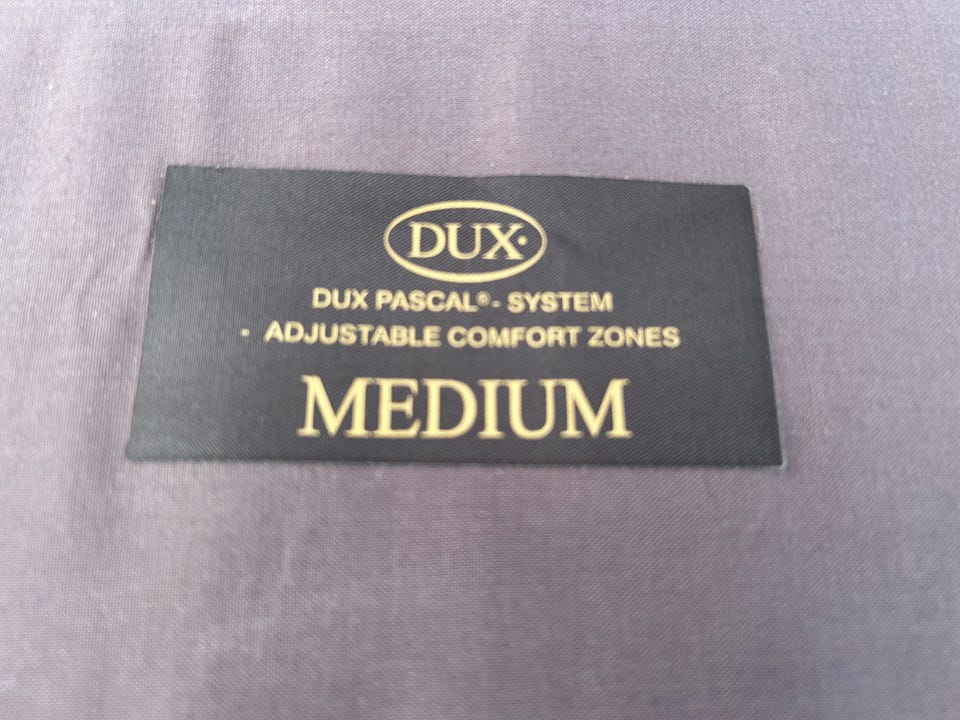 DUX
DUX PASCAL®- SYSTEM
· ADJUSTABLE COMFORT ZONES
MEDIUM